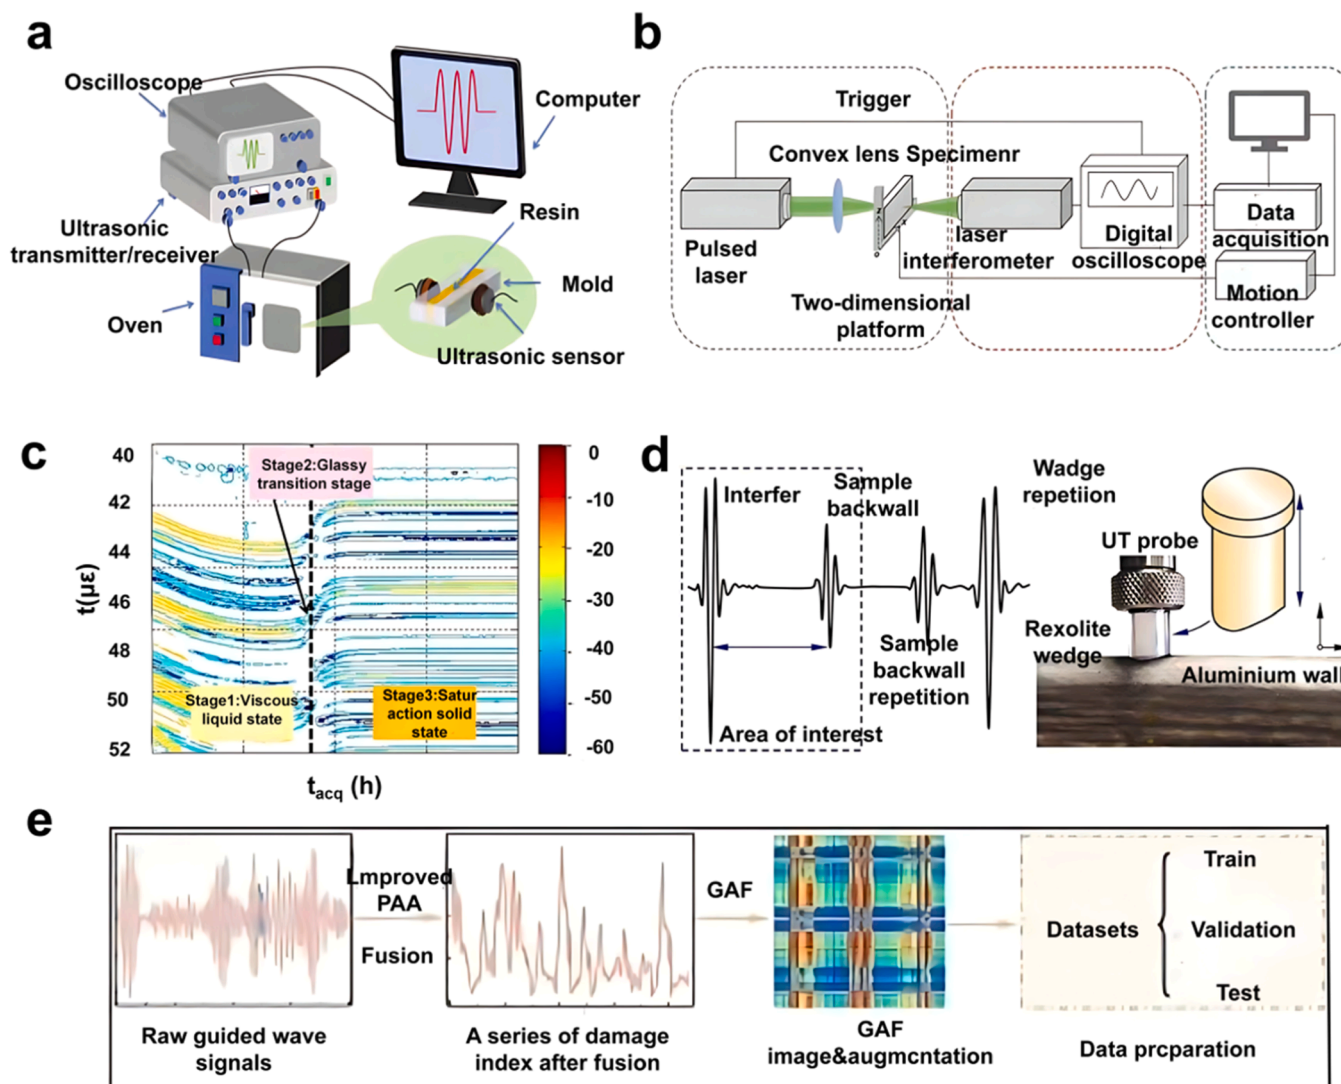 a
Oscilloscope
Computer
Ultrasonic
transmitter/receiver
Resin
Mold
Oven
Ultrasonic sensor
b
Trigger
Convex lens Specimenr
Pulsed
laser
laser
interferometer
Digital
oscilloscope
Data
acquisition
Two-dimensional
platform
Motion
controller
c
40
42
44
46
48
50
52
t(με)
Stage2:Glassy
transition stage
Stage1:Viscous
liquid state
Stage3:Satur
action solid
state
tacq (h)
0
-10
-20
-30
-40
-50
-60
d
Interfer
Sample
backwall
Wadge
repetiion
UT probe
Sample
backwall
repetition
Rexolite
wedge
Aluminium wall
Area of interest
e
Lmproved
PAA
Fusion
GAF
Datasets
Train
Validation
Test
Raw guided wave
signals
A series of damage
index after fusion
GAF
image&augmcntation
Data prcparation